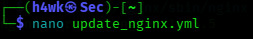 ┌──(h4wk㉿Sec)-[~]
└─$ nano update_nginx.yml